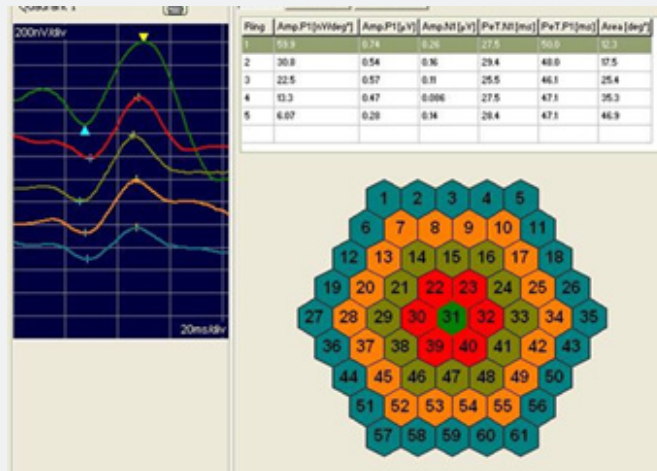 Quadrant 1
200nV/div
20ms/div
Ring Amp.P1[nV/deg²] Amp.P1[µV] Amp.N1[µV] PeT.N1[ms] PeT.P1[ms] Area [deg²]
1 59.9 0.74 0.26 27.5 50.0 12.3
2 30.8 0.54 0.16 29.4 48.0 17.5
3 22.5 0.57 0.11 25.5 46.1 25.4
4 13.3 0.47 0.086 27.5 47.1 35.3
5 6.07 0.28 0.14 28.4 47.1 46.9
1 2 3 4 5
6 7 8 9 10 11
12 13 14 15 16 17 18
19 20 21 22 23 24 25 26
27 28 29 30 31 32 33 34 35
36 37 38 39 40 41 42 43
44 45 46 47 48 49 50
51 52 53 54 55 56
57 58 59 60 61